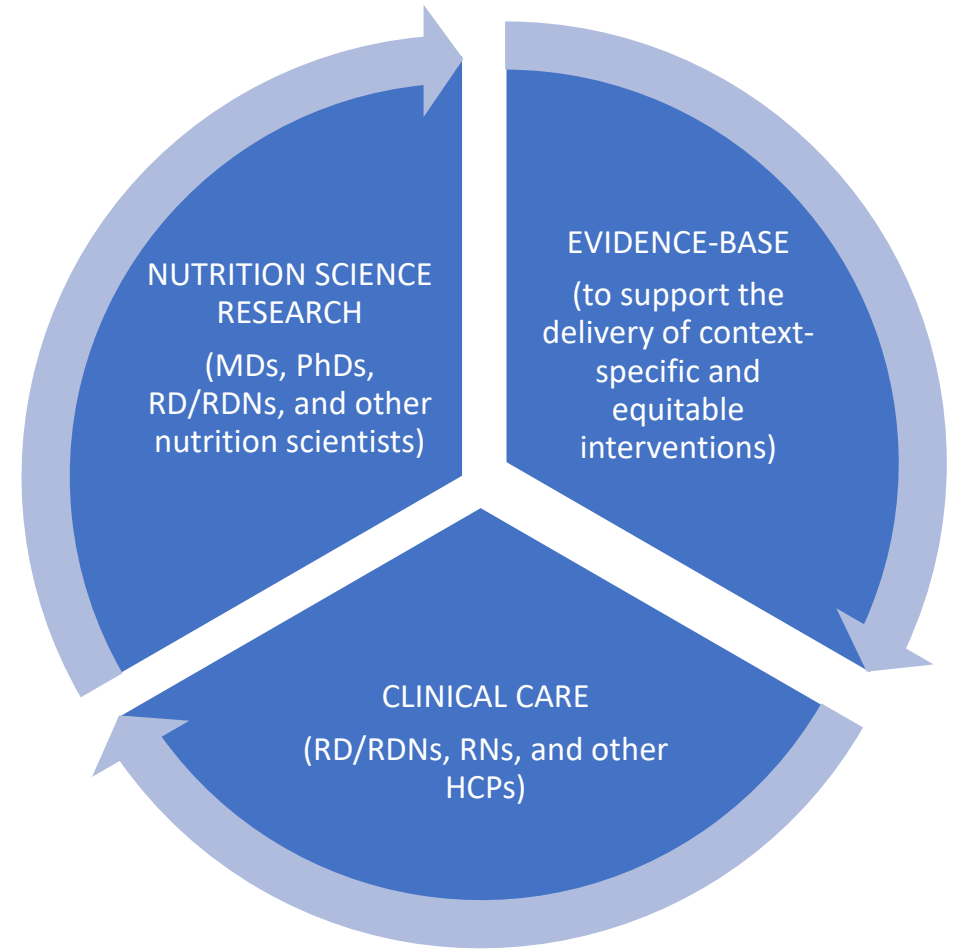 NUTRITION SCIENCE
RESEARCH
(MDs, PhDs,
RD/RDNs, and other
nutrition scientists)
EVIDENCE-BASE
(to support the
delivery of context-
specific and
equitable
interventions)
CLINICAL CARE
(RD/RDNs, RNs, and other
HCPs)